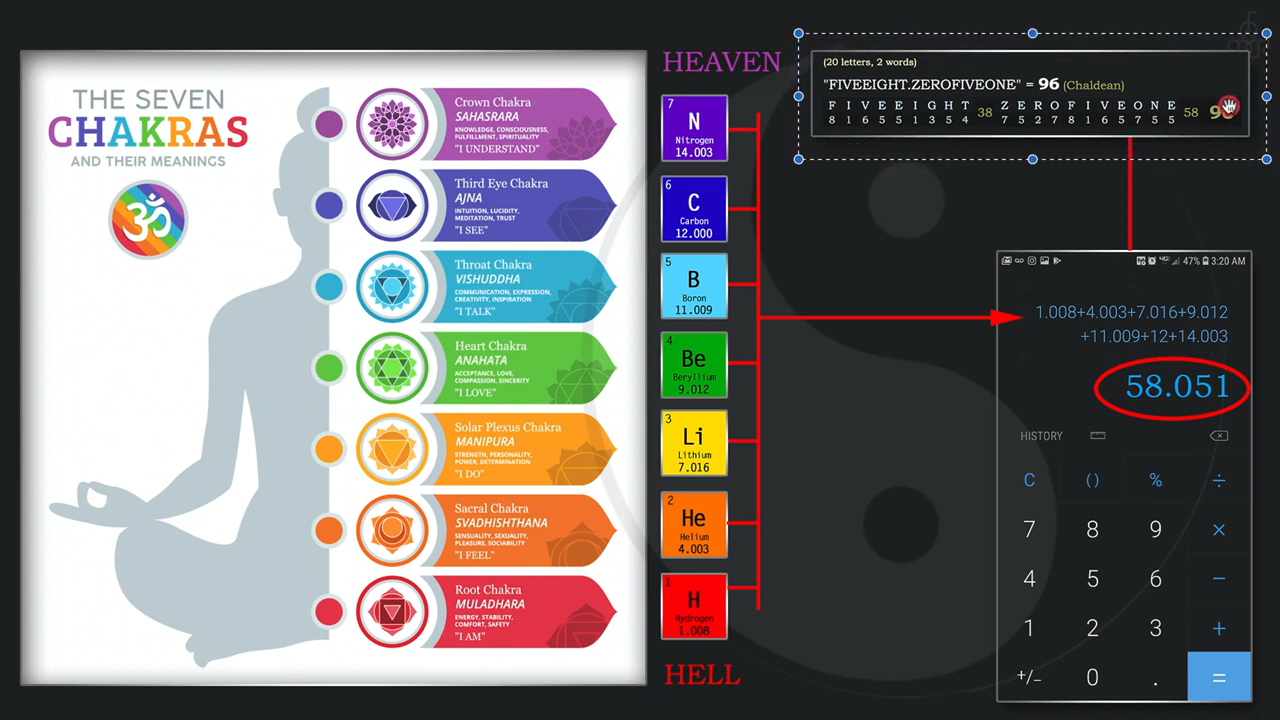 THE SEVEN
CHAKRAS
AND THEIR MEANINGS
ॐ
Crown Chakra
SAHASRARA
KNOWLEDGE, CONSCIOUSNESS,
FULFILLMENT, SPIRITUALITY
"I UNDERSTAND"
Third Eye Chakra
AJNA
INTUITION, LUCIDITY,
MEDITATION, TRUST
"I SEE"
Throat Chakra
VISHUDDHA
COMMUNICATION, EXPRESSION,
CREATIVITY, INSPIRATION
"I TALK"
Heart Chakra
ANAHATA
ACCEPTANCE, LOVE,
COMPASSION, SINCERITY
"I LOVE"
Solar Plexus Chakra
MANIPURA
STRENGTH, PERSONALITY,
POWER, DETERMINATION
"I DO"
Sacral Chakra
SVADHISHTHANA
SENSUALITY, SEXUALITY,
PLEASURE, SOCIABILITY
"I FEEL"
Root Chakra
MULADHARA
ENERGY, STABILITY,
COMFORT, SAFETY
"I AM"
HEAVEN
7
N
Nitrogen
14.003
6
C
Carbon
12.000
5
B
Boron
11.009
4
Be
Beryllium
9.012
3
Li
Lithium
7.016
2
He
Helium
4.003
1
H
Hydrogen
1.008
HELL
(20 letters, 2 words)
"FIVEEIGHT.ZEROFIVEONE" = 96 (Chaldean)
F I V E E I G H T 38 Z E R O F I V E O N E 58
8 1 6 5 5 1 3 5 4 7 5 2 7 8 1 6 5 7 5 5
47% 3:20 AM
1.008+4.003+7.016+9.012
+11.009+12+14.003
58.051
HISTORY
C () % ÷
7 8 9 ×
4 5 6 −
1 2 3 +
+/− 0 . =